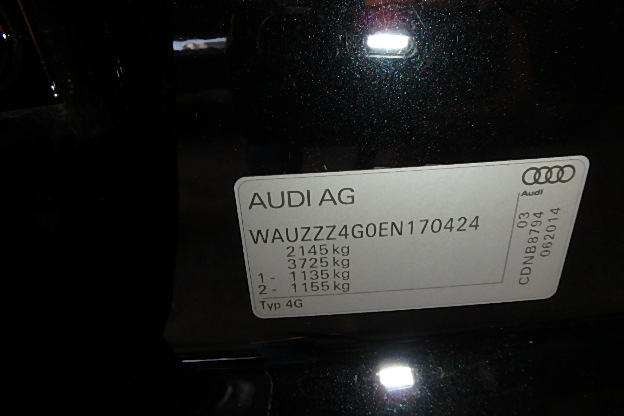 AUDI AG
WAUZZZ4G0EN170424
2145 kg
3725 kg
1 - 1135 kg
2 - 1155 kg
Typ 4G
Audi
03
CDNB8794
062014